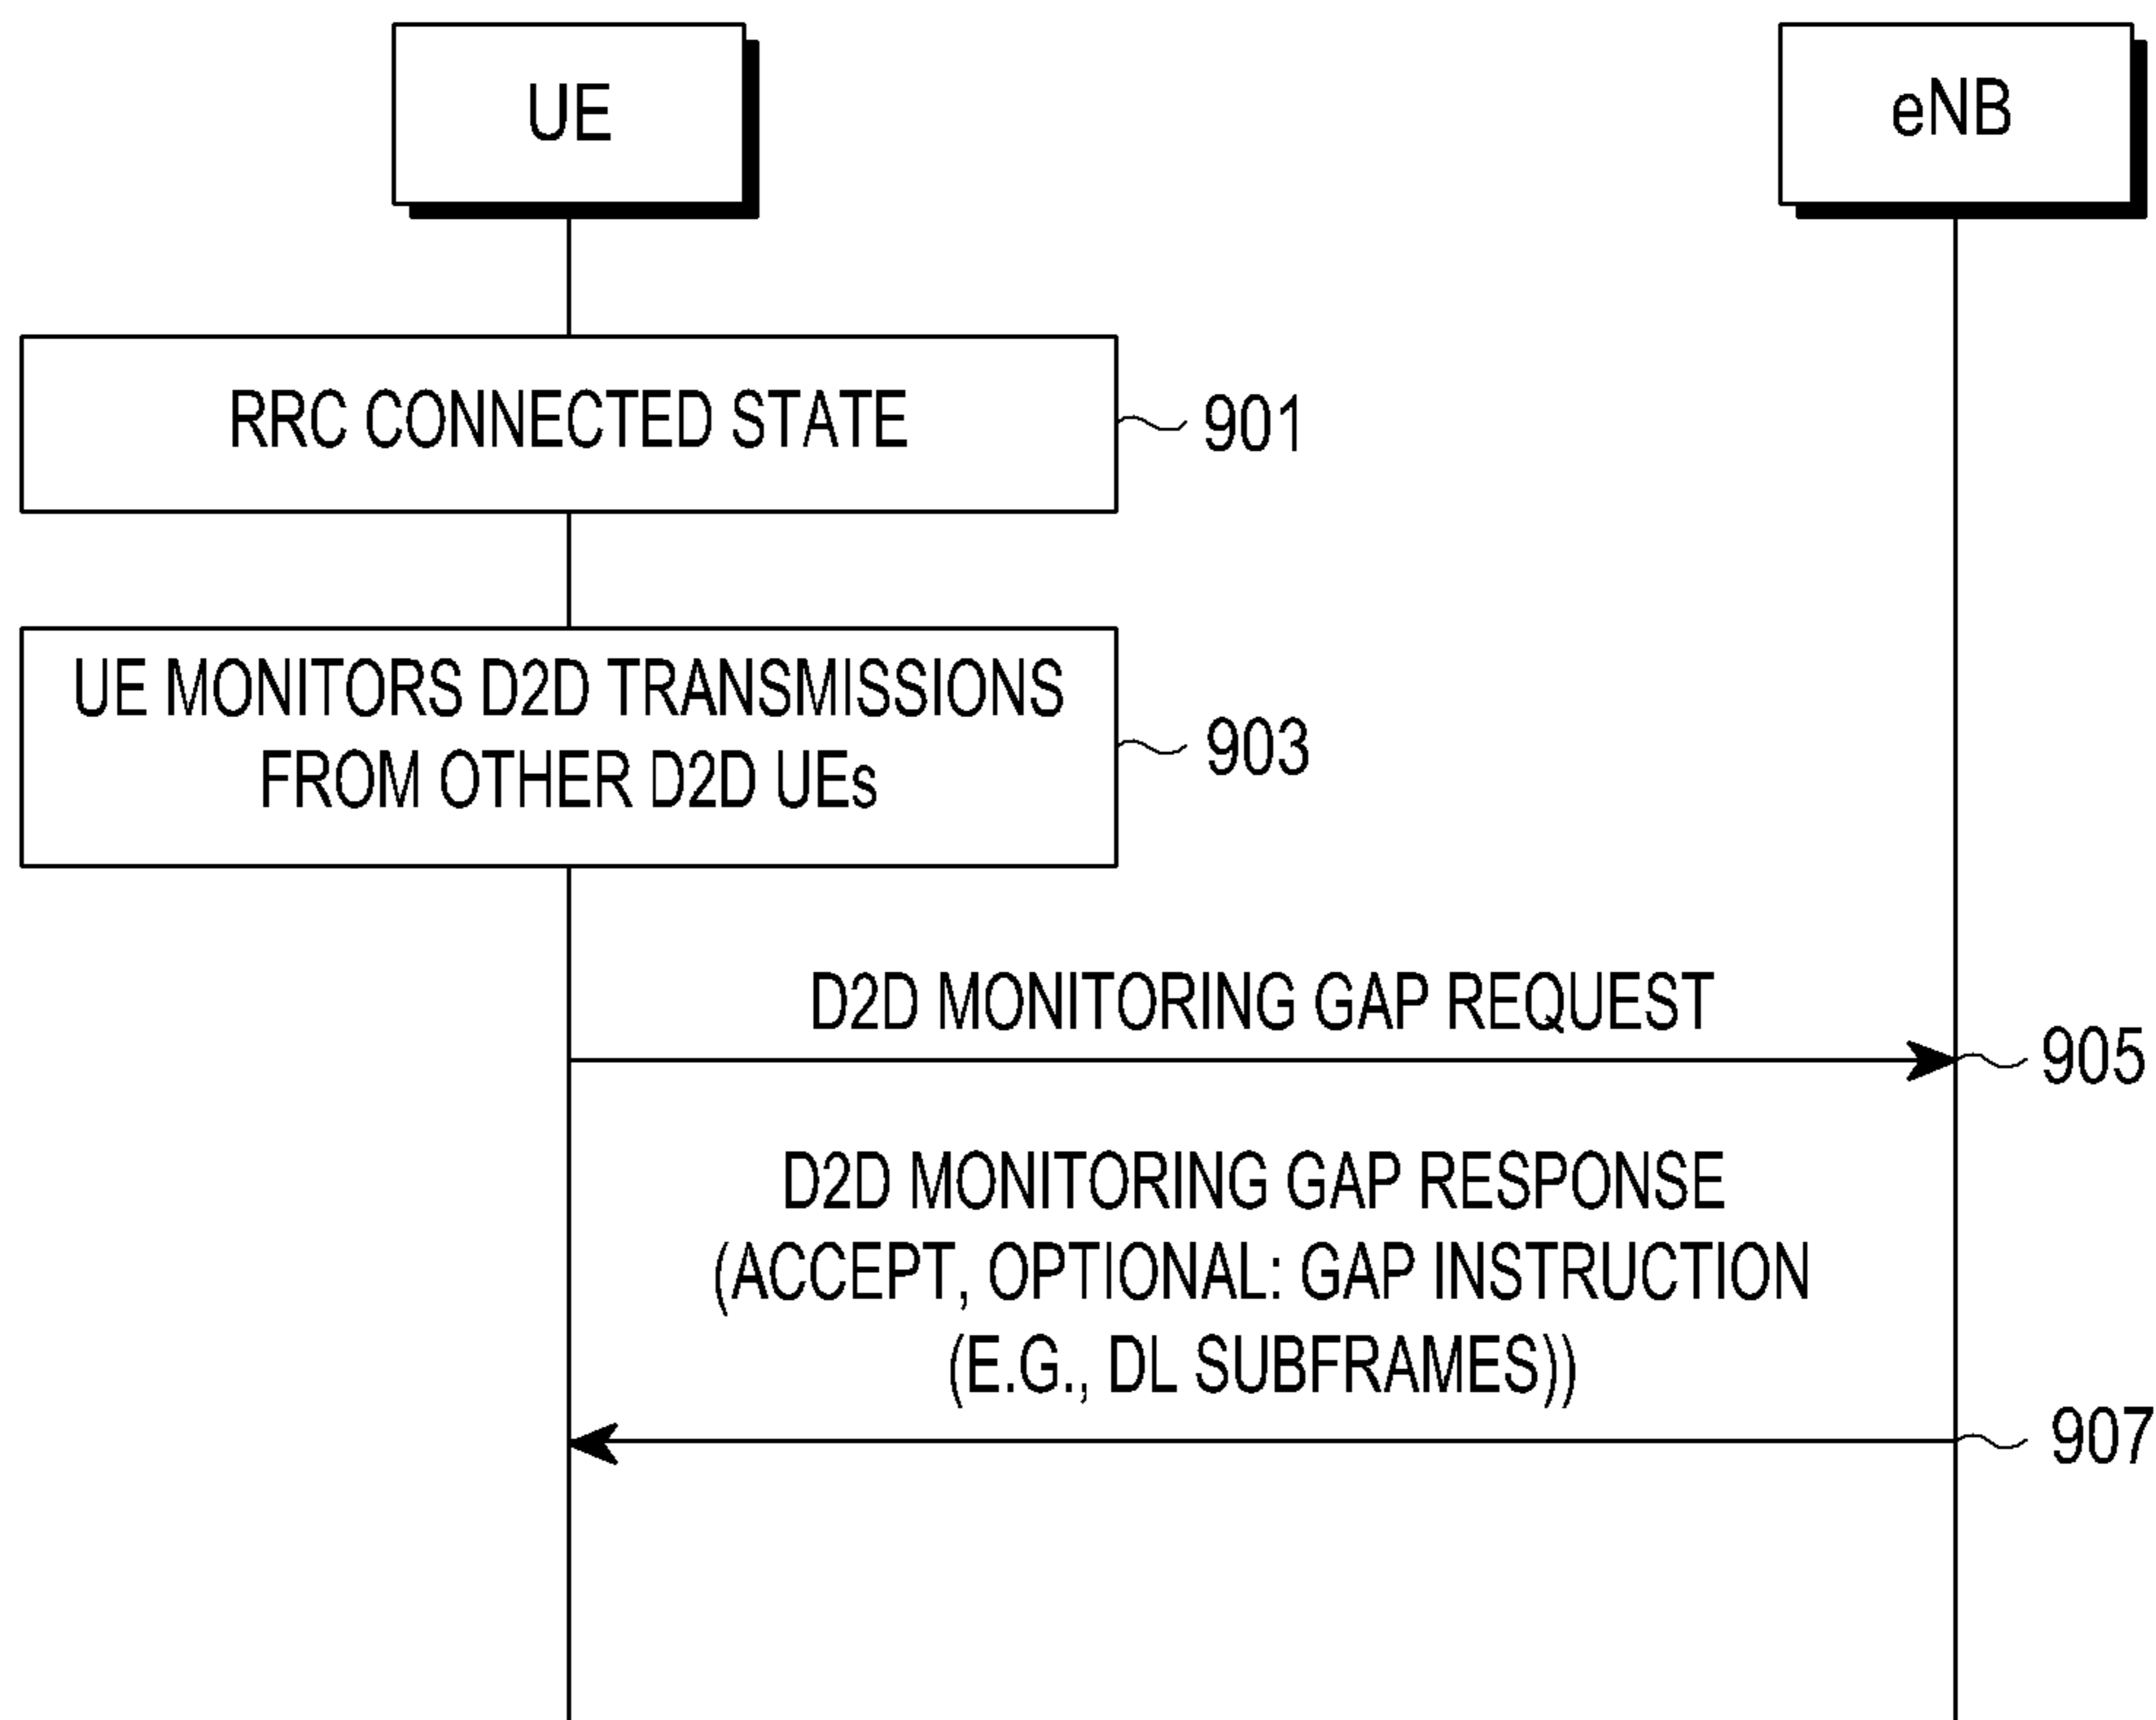 UE
eNB
RRC CONNECTED STATE
901
UE MONITORS D2D TRANSMISSIONS
FROM OTHER D2D UEs
903
D2D MONITORING GAP REQUEST
905
D2D MONITORING GAP RESPONSE
(ACCEPT, OPTIONAL: GAP INSTRUCTION
(E.G., DL SUBFRAMES))
907